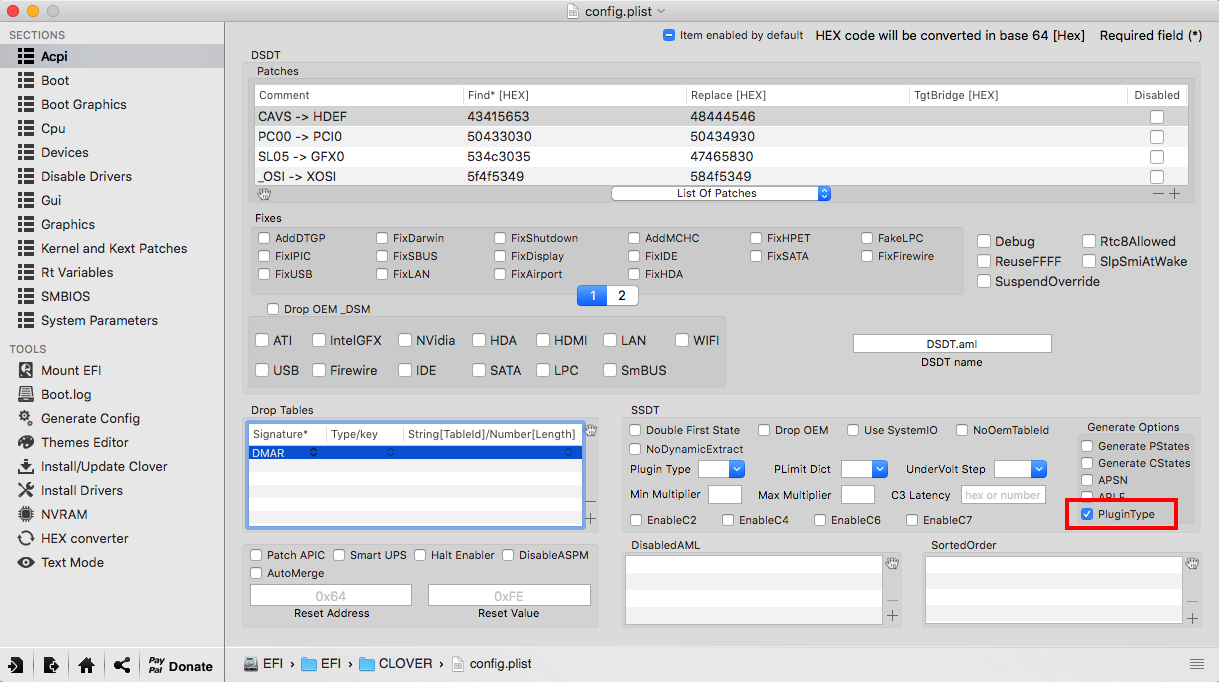 config.plist
SECTIONS
Acpi
Boot
Boot Graphics
Cpu
Devices
Disable Drivers
Gui
Graphics
Kernel and Kext Patches
Rt Variables
SMBIOS
System Parameters
TOOLS
Mount EFI
Boot.log
Generate Config
Themes Editor
Install/Update Clover
Install Drivers
NVRAM
HEX converter
Text Mode
Pay Pal Donate
Item enabled by default HEX code will be converted in base 64 [Hex] Required field (*)
DSDT
Patches
Comment Find* [HEX] Replace [HEX] TgtBridge [HEX] Disabled
CAVS -> HDEF 43415653 48444546
PC00 -> PCI0 50433030 50434930
SL05 -> GFX0 534c3035 47465830
_OSI -> XOSI 5f4f5349 584f5349
List Of Patches
Fixes
AddDTGP FixDarwin FixShutdown AddMCHC FixHPET FakeLPC
FixIPIC FixSBUS FixDisplay FixIDE FixSATA FixFirewire
FixUSB FixLAN FixAirport FixHDA
1 2
Debug Rtc8Allowed
ReuseFFFF SlpSmiAtWake
SuspendOverride
Drop OEM _DSM
ATI IntelGFX NVidia HDA HDMI LAN WIFI
USB Firewire IDE SATA LPC SmBUS
DSDT.aml
DSDT name
Drop Tables
Signature* Type/key String[TableId]/Number[Length]
DMAR
SSDT
Double First State Drop OEM Use SystemIO NoOemTableId
NoDynamicExtract
Plugin Type PLimit Dict UnderVolt Step
Min Multiplier Max Multiplier C3 Latency hex or number
EnableC2 EnableC4 EnableC6 EnableC7
Generate Options
Generate PStates
Generate CStates
APSN
APLF
PluginType
Patch APIC Smart UPS Halt Enabler DisableASPM
AutoMerge
0x64 0xFE
Reset Address Reset Value
DisabledAML
SortedOrder
EFI › EFI › CLOVER › config.plist